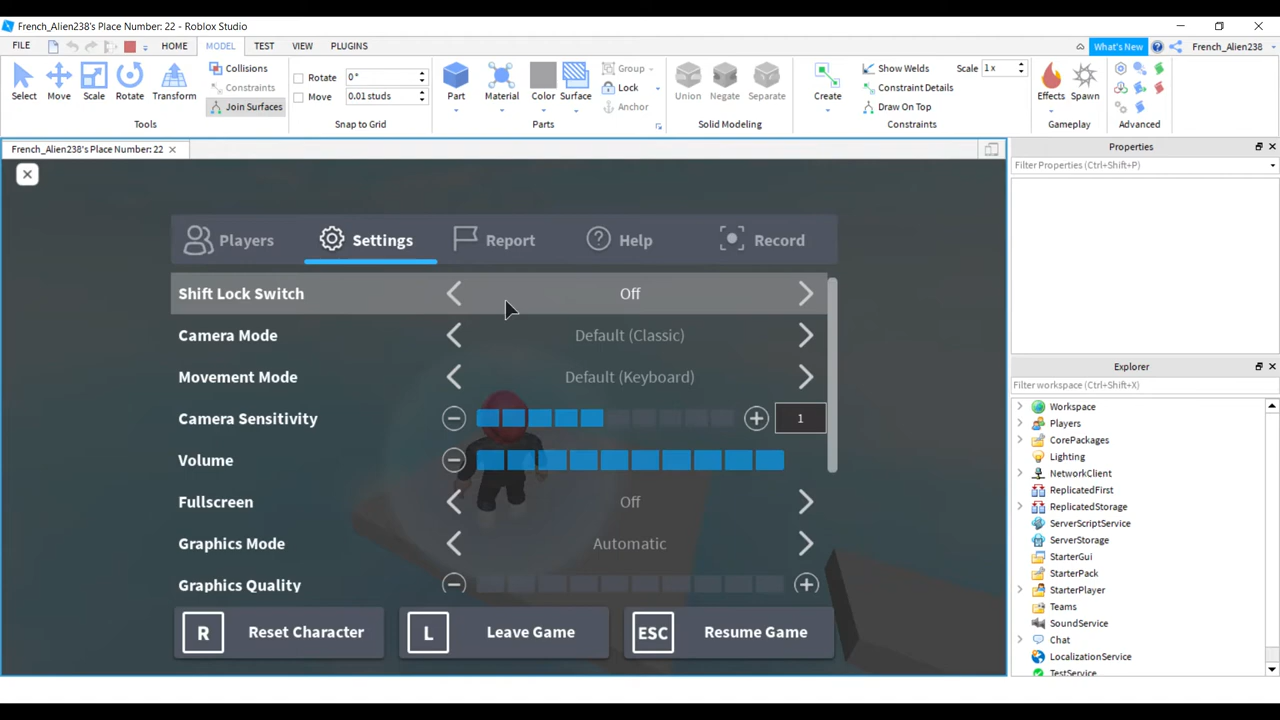 French_Alien238's Place Number: 22 - Roblox Studio
FILE HOME MODEL TEST VIEW PLUGINS What's New French_Alien238
Select Move Scale Rotate Transform
Collisions
Constraints
Join Surfaces
Tools
Rotate 0°
Move 0.01 studs
Snap to Grid
Part Material Color Surface
Group
Lock
Anchor
Parts
Union Negate Separate
Solid Modeling
Create
Show Welds Scale 1 x
Constraint Details
Draw On Top
Constraints
Effects Spawn
Gameplay
Advanced
French_Alien238's Place Number: 22
Players Settings Report Help Record
Shift Lock Switch Off
Camera Mode Default (Classic)
Movement Mode Default (Keyboard)
Camera Sensitivity 1
Volume
Fullscreen Off
Graphics Mode Automatic
Graphics Quality
R Reset Character L Leave Game ESC Resume Game
Properties
Filter Properties (Ctrl+Shift+P)
Explorer
Filter workspace (Ctrl+Shift+X)
Workspace
Players
CorePackages
Lighting
NetworkClient
ReplicatedFirst
ReplicatedStorage
ServerScriptService
ServerStorage
StarterGui
StarterPack
StarterPlayer
Teams
SoundService
Chat
LocalizationService
TestService